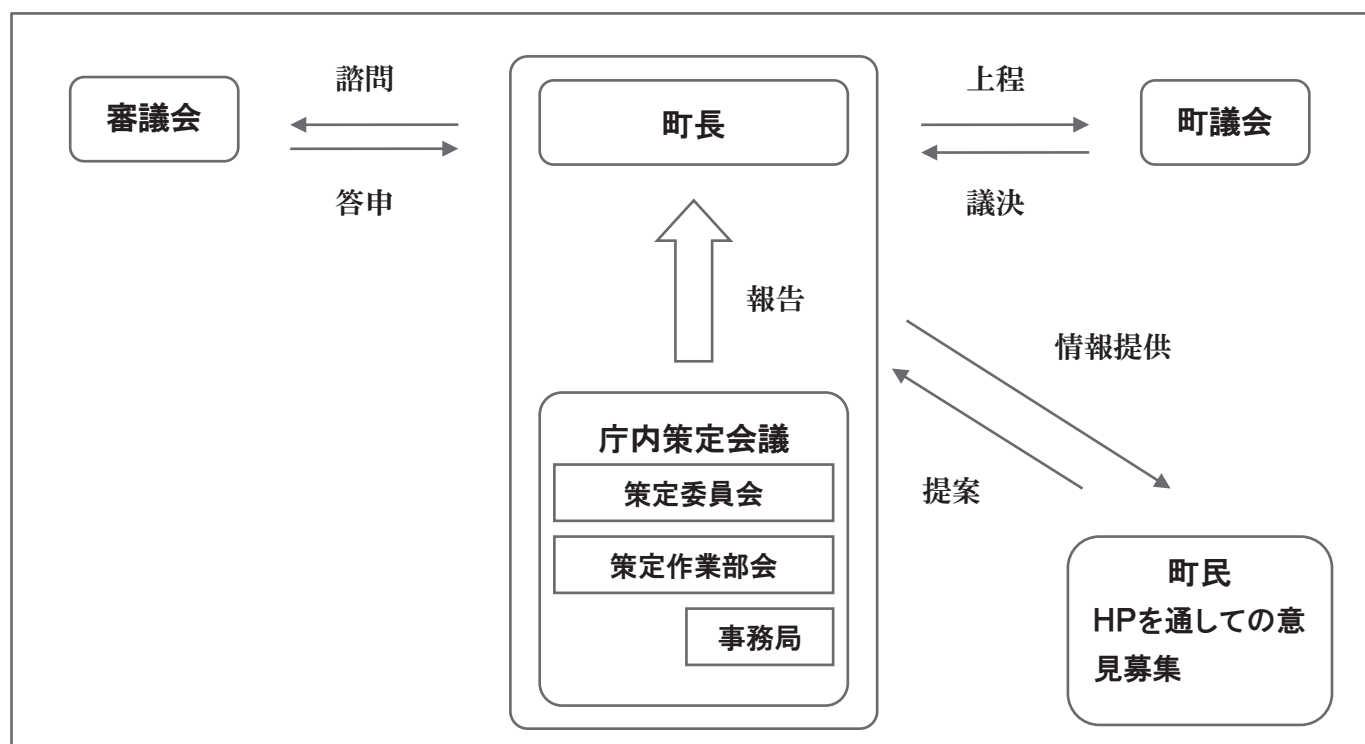 諮問
審議会
答申
町長
上程
町議会
議決
報告
情報提供
提案
庁内策定会議
策定委員会
策定作業部会
事務局
町民
HPを通しての意
見募集